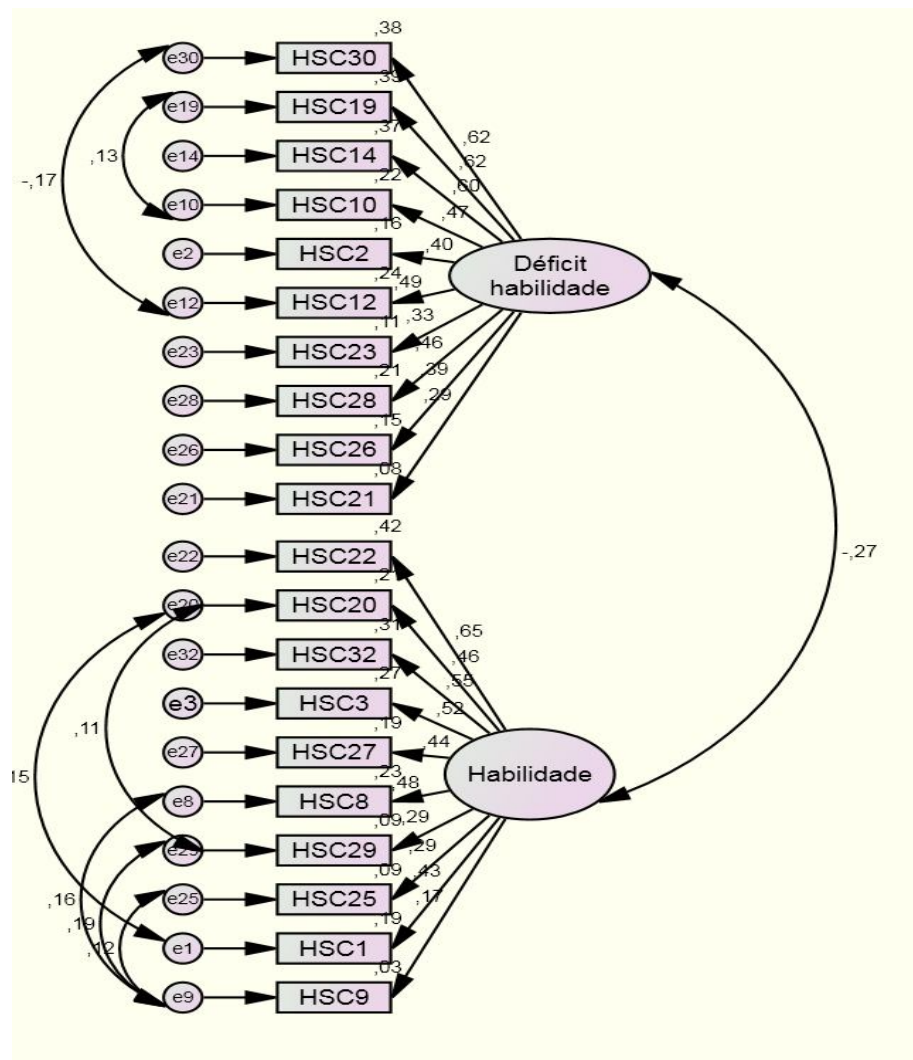 ,38
e30
HSC30
,39
e19
HSC19
,37
e14
HSC14
,22
e10
HSC10
,16
e2
HSC2
,24
e12
HSC12
,11
e23
HSC23
,21
e28
HSC28
,15
e26
HSC26
,08
e21
HSC21
,62
,62
,60
,47
,40
,49
,33
,46
,39
,29
Déficit
habilidade
,13
-,17
-,27
,42
e22
HSC22
e20
HSC20
,31
e32
HSC32
,27
e3
HSC3
,19
e27
HSC27
,23
e8
HSC8
,09
HSC29
,09
e25
HSC25
,19
e1
HSC1
,03
e9
HSC9
,65
,46
,55
,52
,44
,48
,29
,29
,43
,17
Habilidade
,11
15
,16
,19
,12